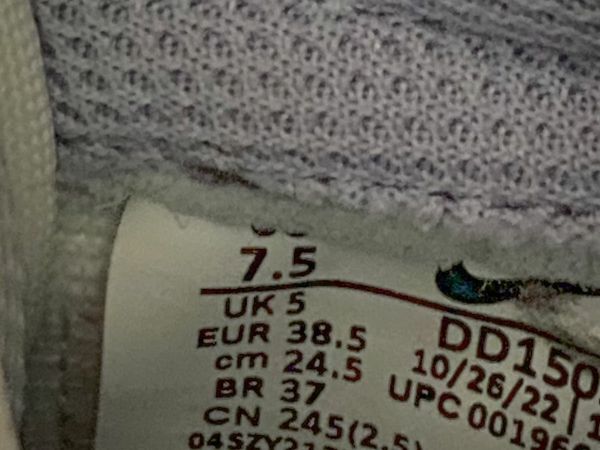 7.5
UK 5
EUR 38.5
cm 24.5
BR 37
CN 245(2.5)
DD150
10/26/22
UPC 00196